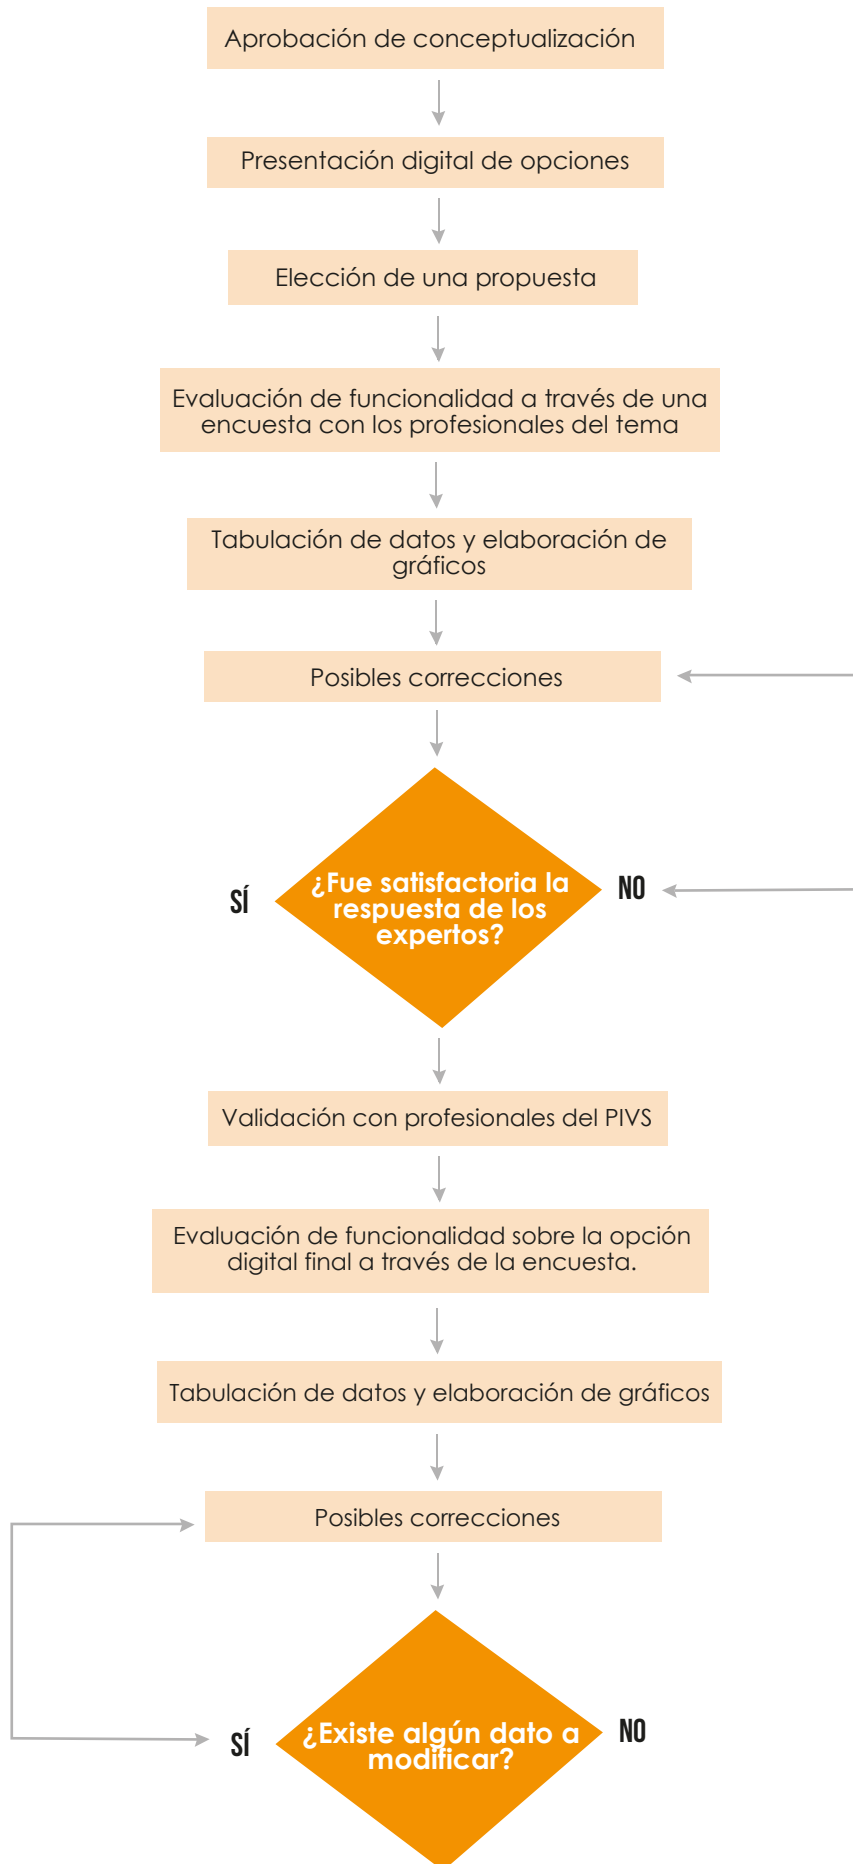 Aprobación de conceptualización
Presentación digital de opciones
Elección de una propuesta
Evaluación de funcionalidad a través de una
encuesta con los profesionales del tema
Tabulación de datos y elaboración de
gráficos
Posibles correcciones
SÍ
¿Fue satisfactoria la
respuesta de los
expertos?
NO
Validación con profesionales del PIVS
Evaluación de funcionalidad sobre la opción
digital final a través de la encuesta.
Tabulación de datos y elaboración de gráficos
Posibles correcciones
SÍ
¿Existe algún dato a
modificar?
NO